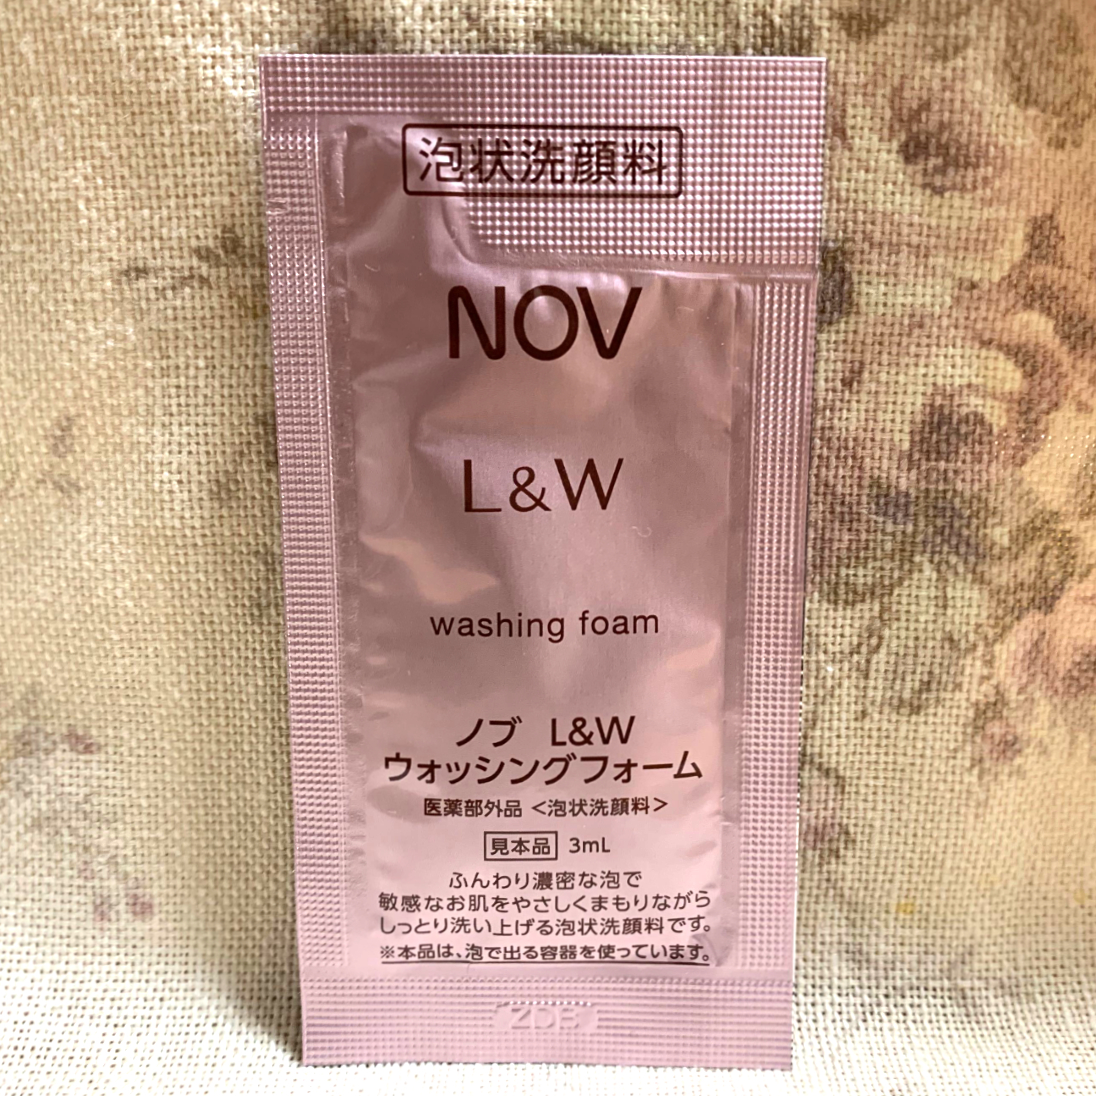 泡状洗顔料
NOV
L&W
washing foam
ノブ L&W
ウォッシングフォーム
医薬部外品 <泡状洗顔料>
見本品 3mL
ふんわり濃密な泡で
敏感なお肌をやさしくまもりながら
しっとり洗い上げる泡状洗顔料です。
※本品は、泡で出る容器を使っています。